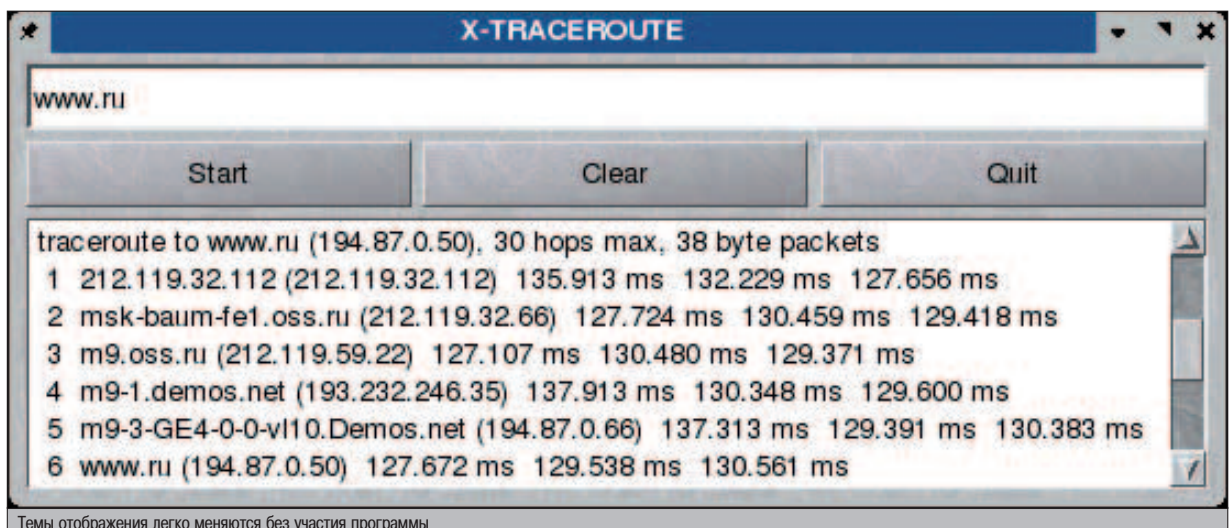 X-TRACEROUTE
www.ru
Start Clear Quit
traceroute to www.ru (194.87.0.50), 30 hops max, 38 byte packets
1 212.119.32.112 (212.119.32.112) 135.913 ms 132.229 ms 127.656 ms
2 msk-baum-fe1.oss.ru (212.119.32.66) 127.724 ms 130.459 ms 129.418 ms
3 m9.oss.ru (212.119.59.22) 127.107 ms 130.480 ms 129.371 ms
4 m9-1.demos.net (193.232.246.35) 137.913 ms 130.348 ms 129.600 ms
5 m9-3-GE4-0-0-vl10.Demos.net (194.87.0.66) 137.313 ms 129.391 ms 130.383 ms
6 www.ru (194.87.0.50) 127.672 ms 129.538 ms 130.561 ms
Темы отображения легко меняются без участия программы